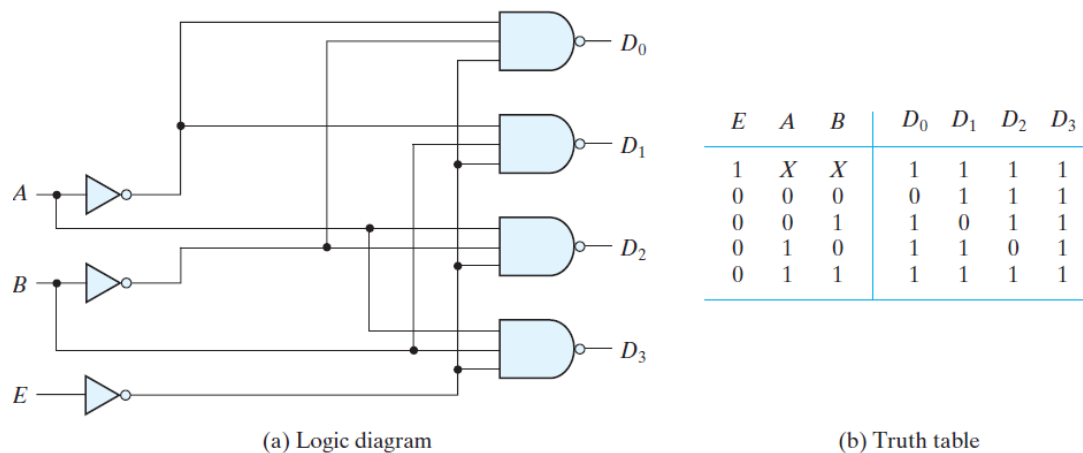 D0
D1
A
D2
B
D3
E
(a) Logic diagram
E A B D0 D1 D2 D3
1 X X 1 1 1 1
0 0 0 0 1 1 1
0 0 1 1 0 1 1
0 1 0 1 1 0 1
0 1 1 1 1 1 1
(b) Truth table